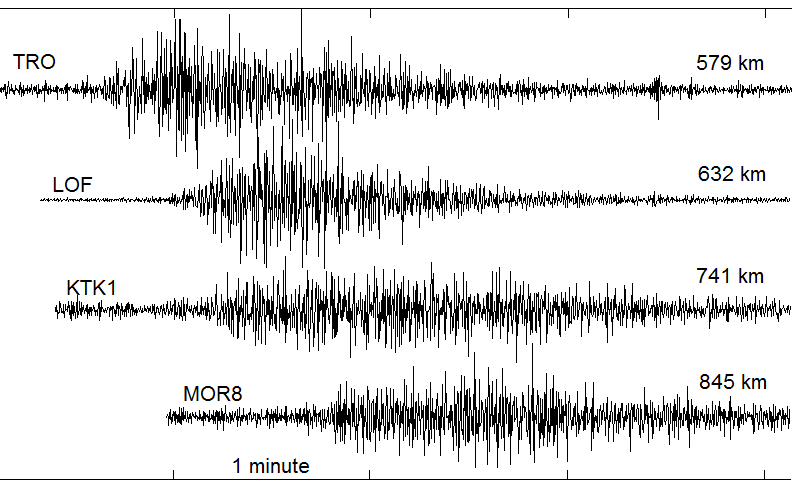 TRO 579 km
LOF 632 km
KTK1 741 km
MOR8 845 km
1 minute